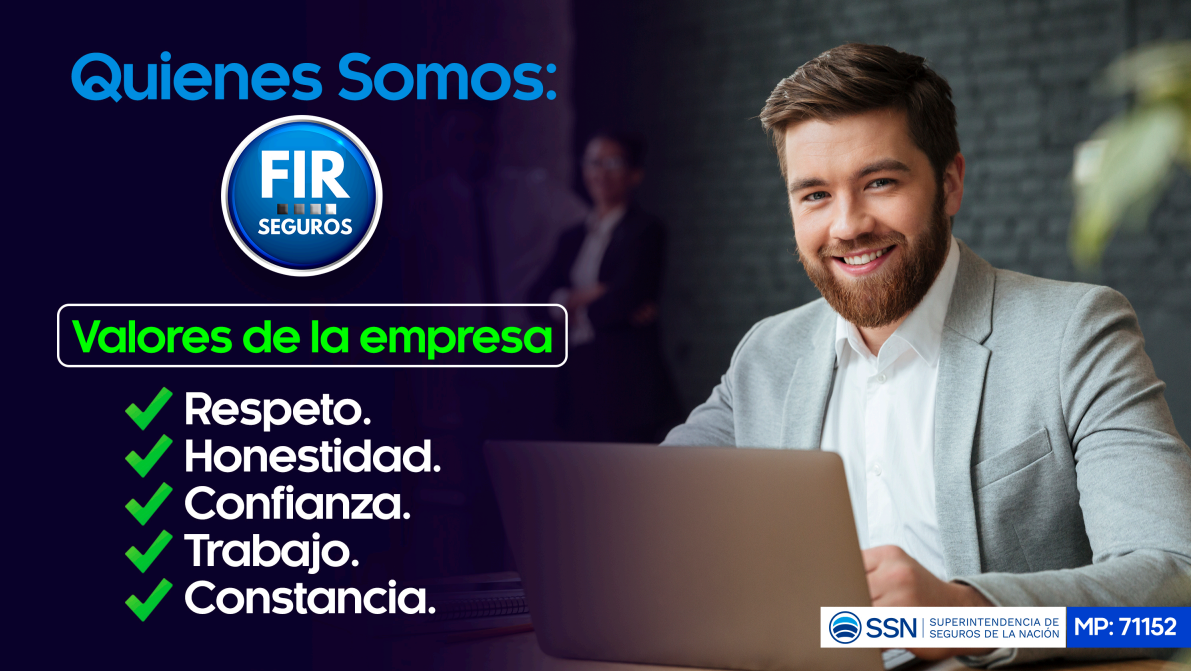 Quienes Somos:
FIR
SEGUROS
Valores de la empresa
Respeto.
Honestidad.
Confianza.
Trabajo.
Constancia.
SSN
SUPERINTENDENCIA DE
SEGUROS DE LA NACIÓN
MP: 71152